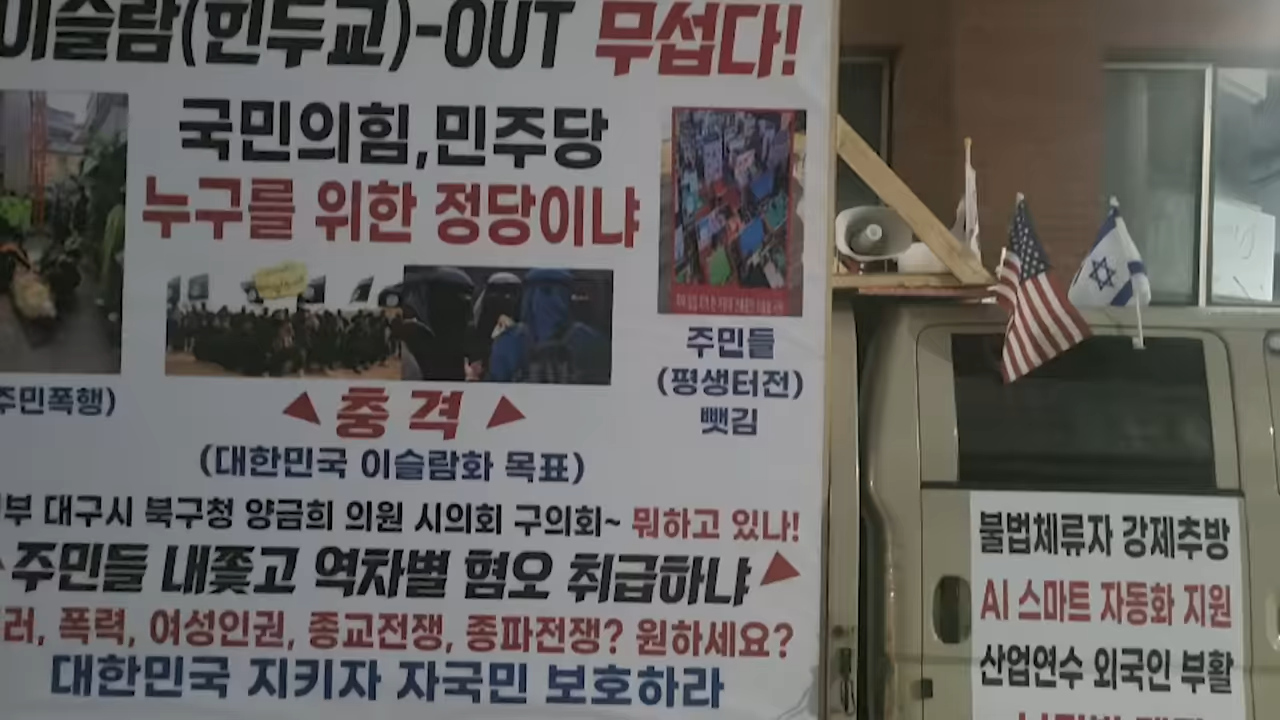 이슬람(힌두교)-OUT 무섭다!
국민의힘,민주당
누구를 위한 정당이냐
주민폭행)
주민들
(평생터전)
뺏김
충격
(대한민국 이슬람화 목표)
부 대구시 북구청 양금희 의원 시의회 구의회~ 뭐하고 있나!
주민들 내쫓고 역차별 혐오 취급하냐
러, 폭력, 여성인권, 종교전쟁, 종파전쟁? 원하세요?
대한민국 지키자 자국민 보호하라
불법체류자 강제추방
AI 스마트 자동화 지원
산업연수 외국인 부활